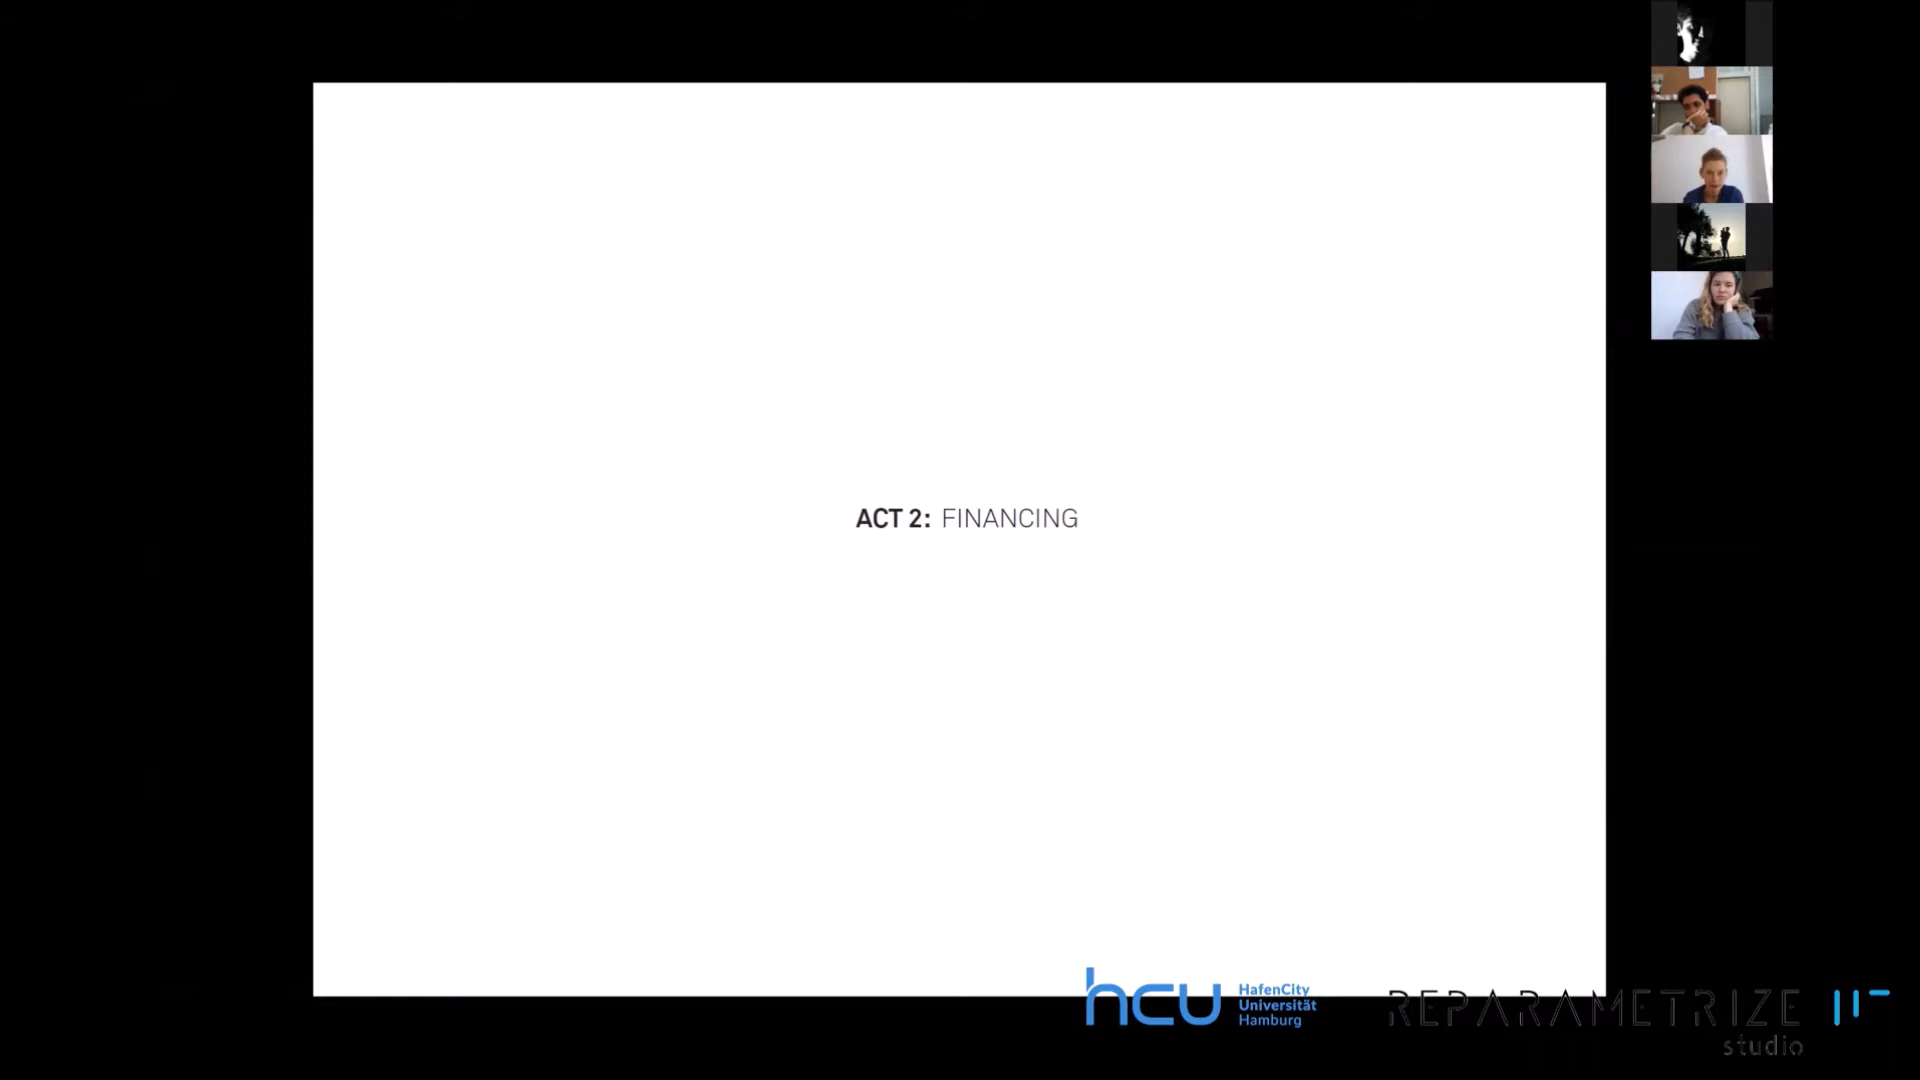 ACT 2: FINANCING
hcu
HafenCity
Universität
Hamburg
REPARAMETRIZE
studio